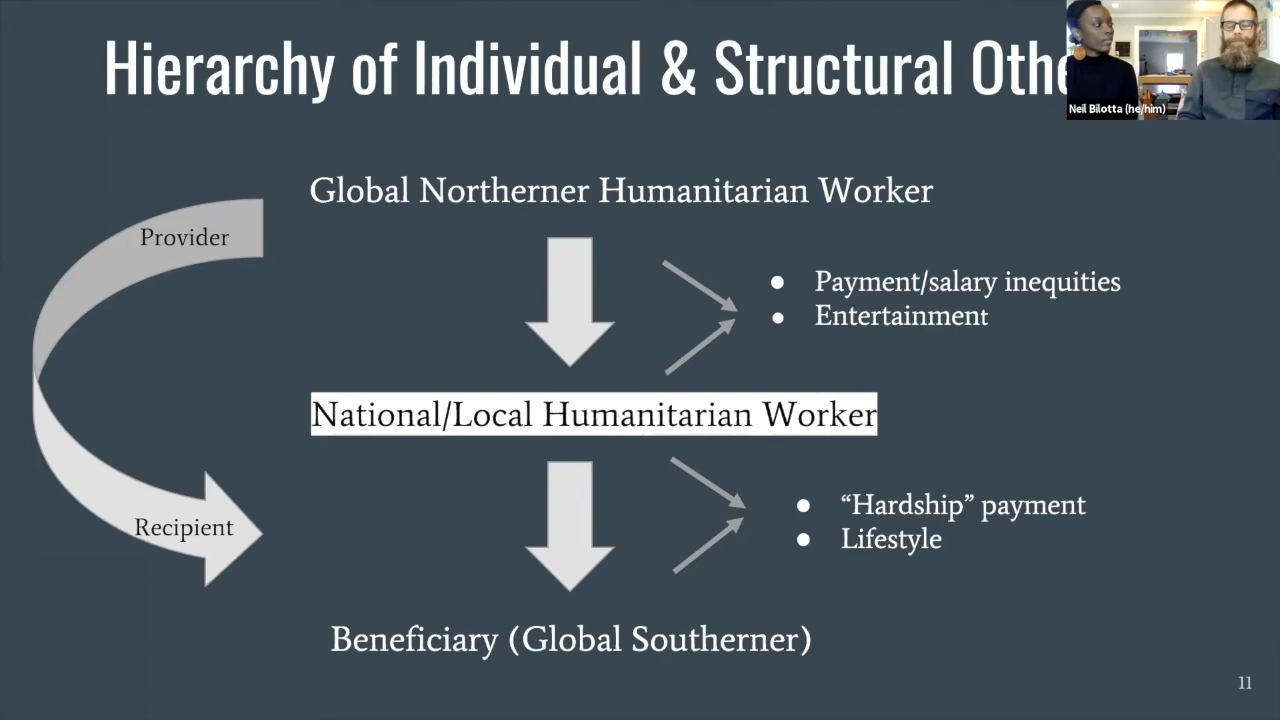 Hierarchy of Individual & Structural Othe
Neil Bilotta (he/him)
Global Northerner Humanitarian Worker
Provider
● Payment/salary inequities
● Entertainment
National/Local Humanitarian Worker
● “Hardship” payment
● Lifestyle
Recipient
Beneficiary (Global Southerner)
11